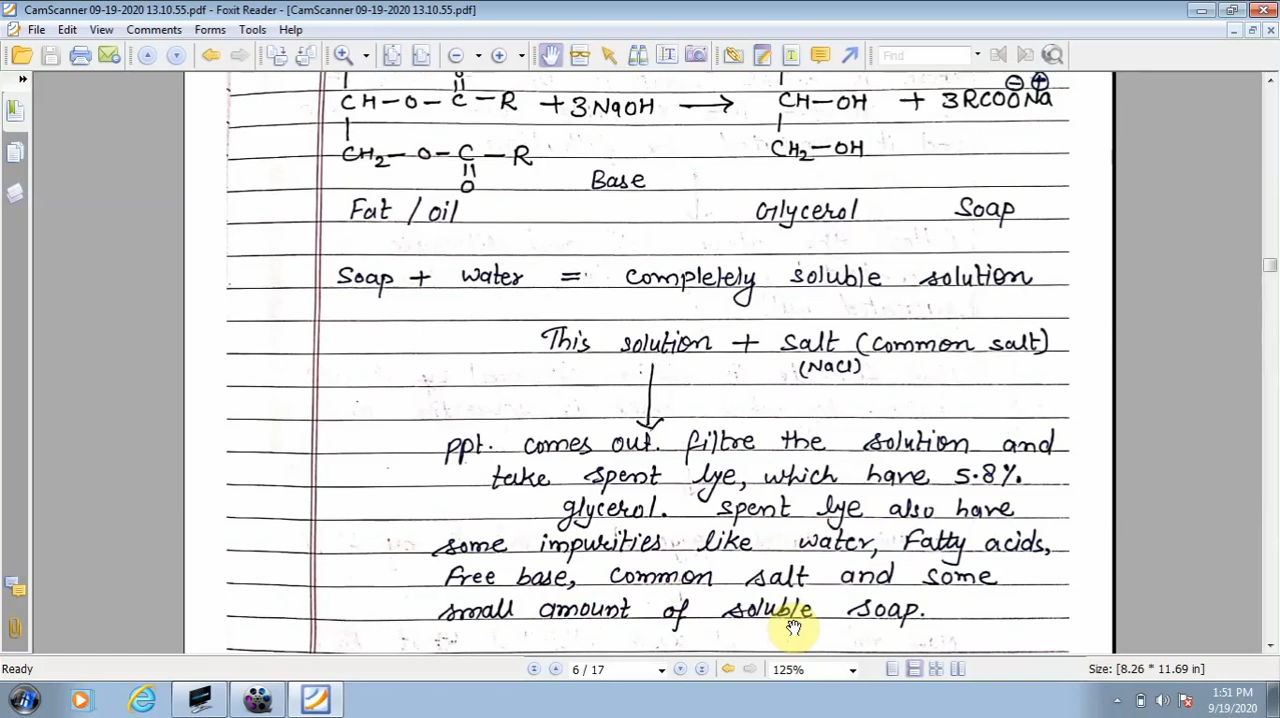 CamScanner 09-19-2020 13.10.55.pdf - Foxit Reader - [CamScanner 09-19-2020 13.10.55.pdf]
File Edit View Comments Forms Tools Help
Find
CH-O-C-R +3NaOH → CH-OH + 3RCOO⊖Na⊕
CH2-O-C-R CH2-OH
O
Base
Fat / oil Glycerol Soap
Soap + water = completely soluble solution
This solution + salt (common salt)
(NaCl)
ppt. comes out. filtre the solution and
take spent lye, which have 5.8%.
glycerol. spent lye also have
some impurities like water, Fatty acids,
Free base, common salt and some
small amount of soluble soap.
Ready 6 / 17 125% Size: [8.26 * 11.69 in]
1:51 PM
9/19/2020